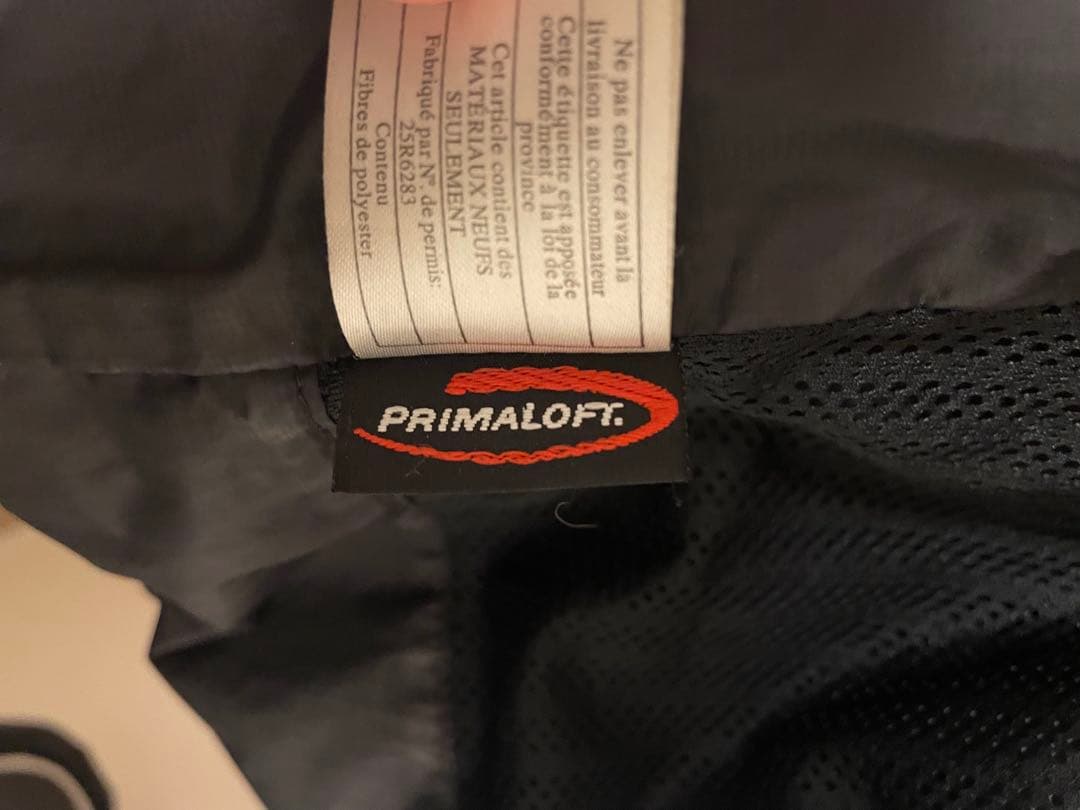 Ne pas enlever avant la
livraison au consommateur
Cette étiquette est apposée
conformément à la loi de la
province
Cet article contient des
MATÉRIAUX NEUFS
SEULEMENT
Fabriqué par N°. de permis:
25R6283
Contenu
Fibres de polyester
PRIMALOFT.